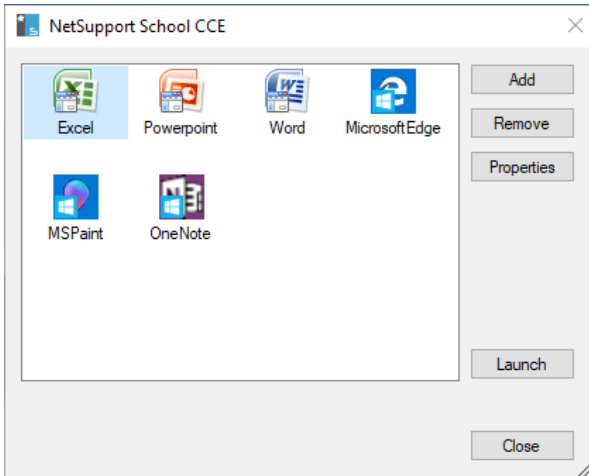 NetSupport School CCE
Excel
Powerpoint
Word
MicrosoftEdge
MSPaint
OneNote
Add
Remove
Properties
Launch
Close